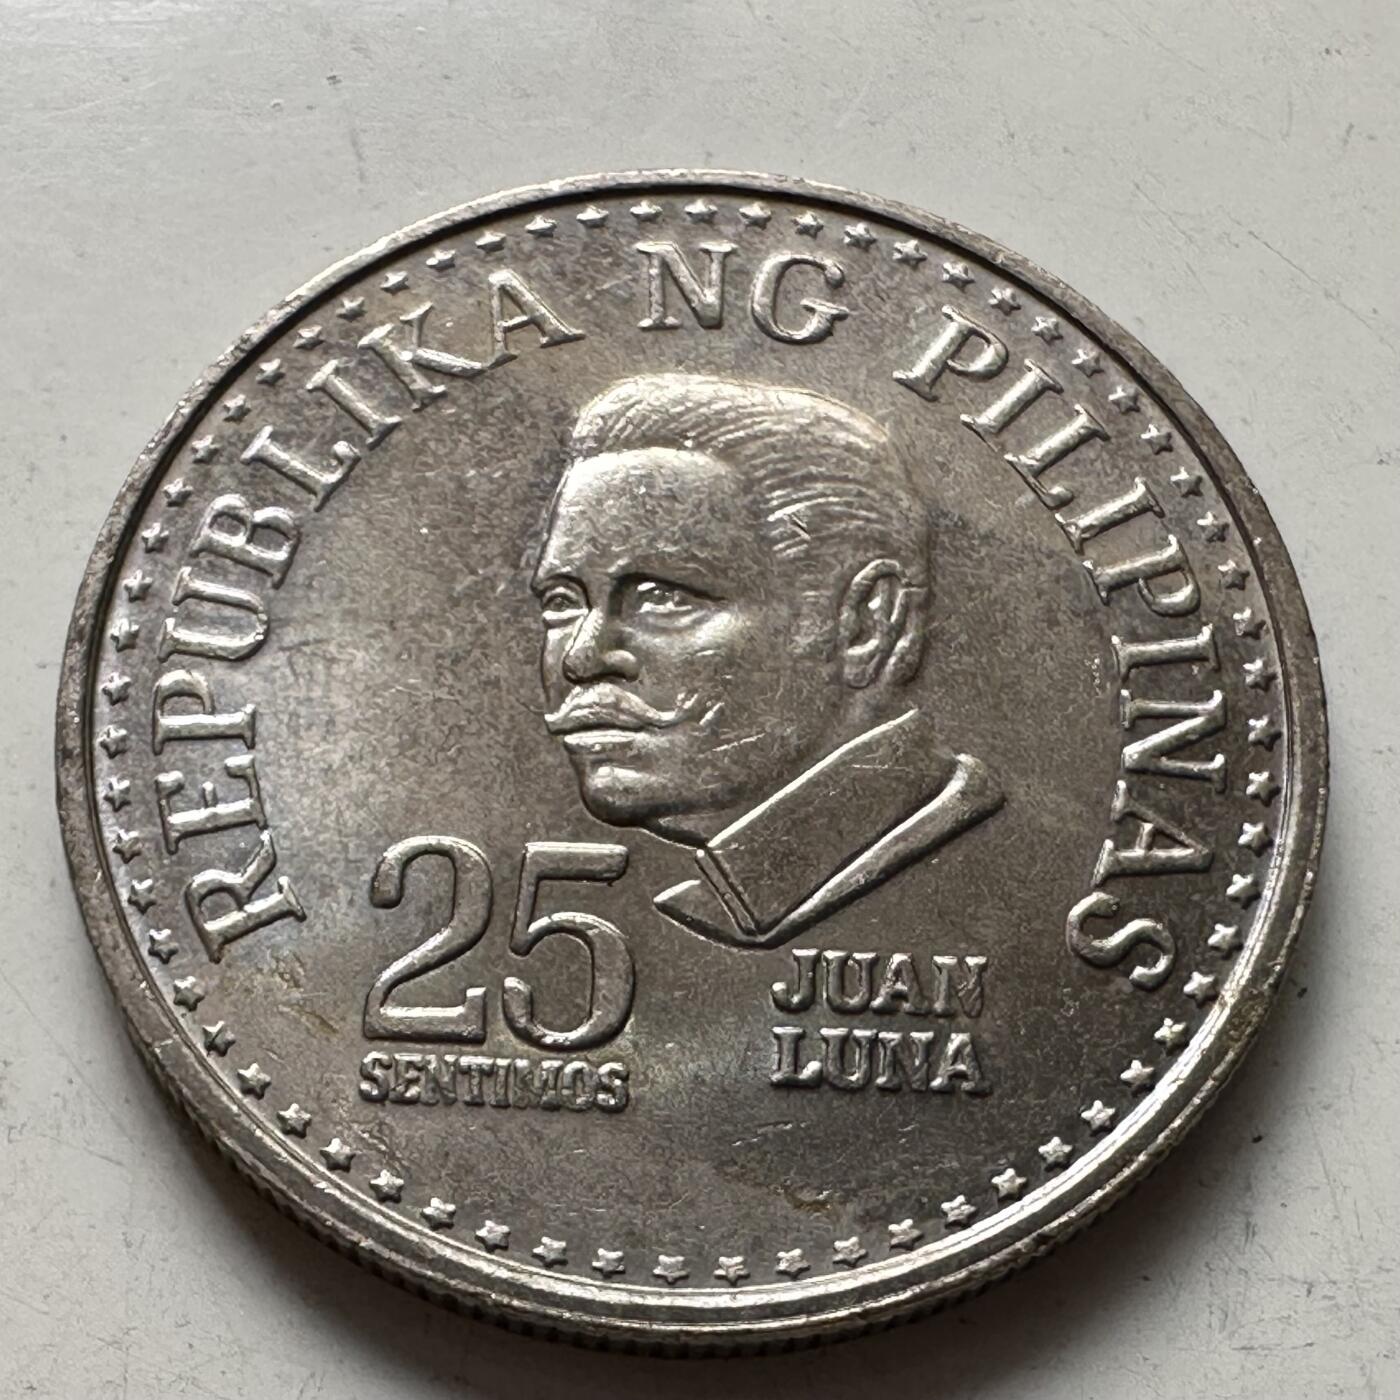 REPUBLIKA NG PILIPINAS
25
SENTIMOS
JUAN
LUNA